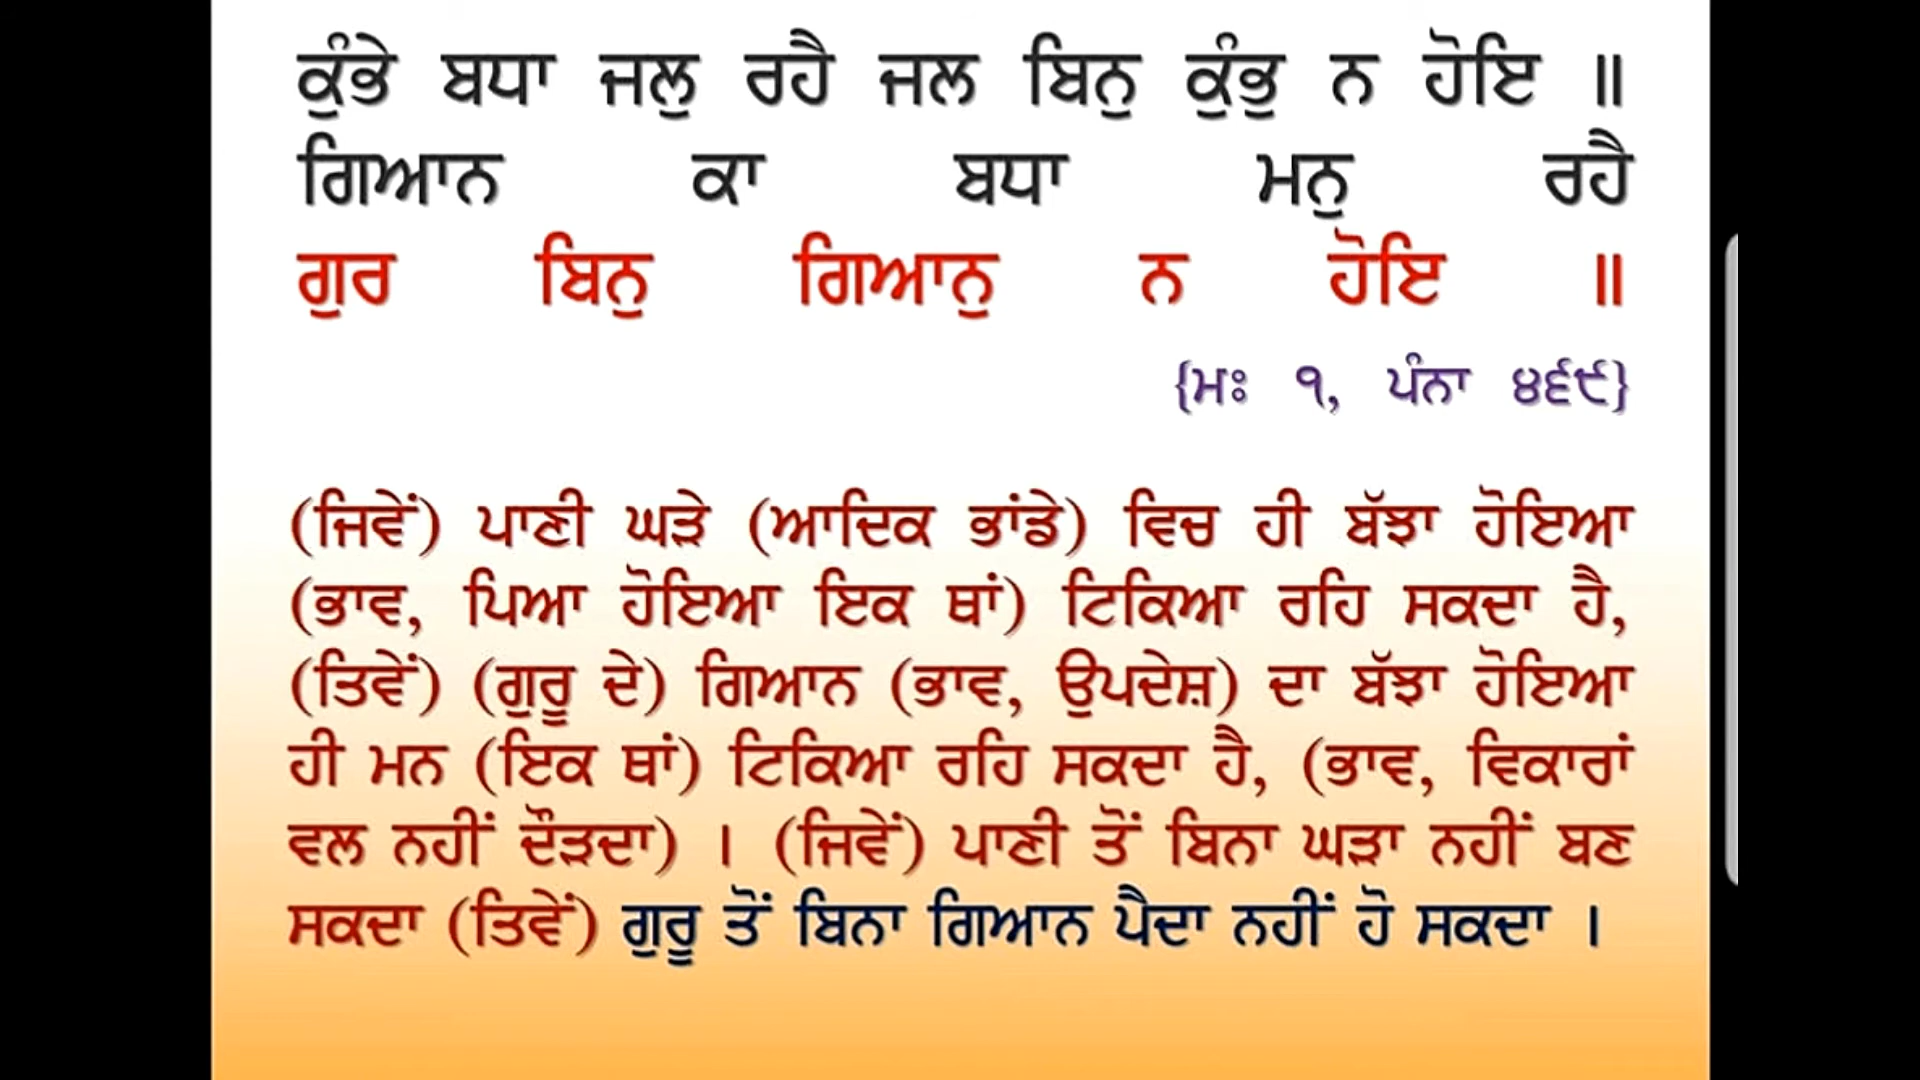 ਕੁੰਭੇ ਬਧਾ ਜਲੁ ਰਹੈ ਜਲ ਬਿਨੁ ਕੁੰਭੁ ਨ ਹੋਇ ॥
ਗਿਆਨ ਕਾ ਬਧਾ ਮਨੁ ਰਹੈ
ਗੁਰ ਬਿਨੁ ਗਿਆਨੁ ਨ ਹੋਇ ॥
{ਮਃ ੧, ਪੰਨਾ ੪੬੯}
(ਜਿਵੇਂ) ਪਾਣੀ ਘੜੇ (ਆਦਿਕ ਭਾਂਡੇ) ਵਿਚ ਹੀ ਬੱਝਾ ਹੋਇਆ
(ਭਾਵ, ਪਿਆ ਹੋਇਆ ਇਕ ਥਾਂ) ਟਿਕਿਆ ਰਹਿ ਸਕਦਾ ਹੈ,
(ਤਿਵੇਂ) (ਗੁਰੂ ਦੇ) ਗਿਆਨ (ਭਾਵ, ਉਪਦੇਸ਼) ਦਾ ਬੱਝਾ ਹੋਇਆ
ਹੀ ਮਨ (ਇਕ ਥਾਂ) ਟਿਕਿਆ ਰਹਿ ਸਕਦਾ ਹੈ, (ਭਾਵ, ਵਿਕਾਰਾਂ
ਵਲ ਨਹੀਂ ਦੌੜਦਾ) । (ਜਿਵੇਂ) ਪਾਣੀ ਤੋਂ ਬਿਨਾ ਘੜਾ ਨਹੀਂ ਬਣ
ਸਕਦਾ (ਤਿਵੇਂ) ਗੁਰੂ ਤੋਂ ਬਿਨਾ ਗਿਆਨ ਪੈਦਾ ਨਹੀਂ ਹੋ ਸਕਦਾ ।